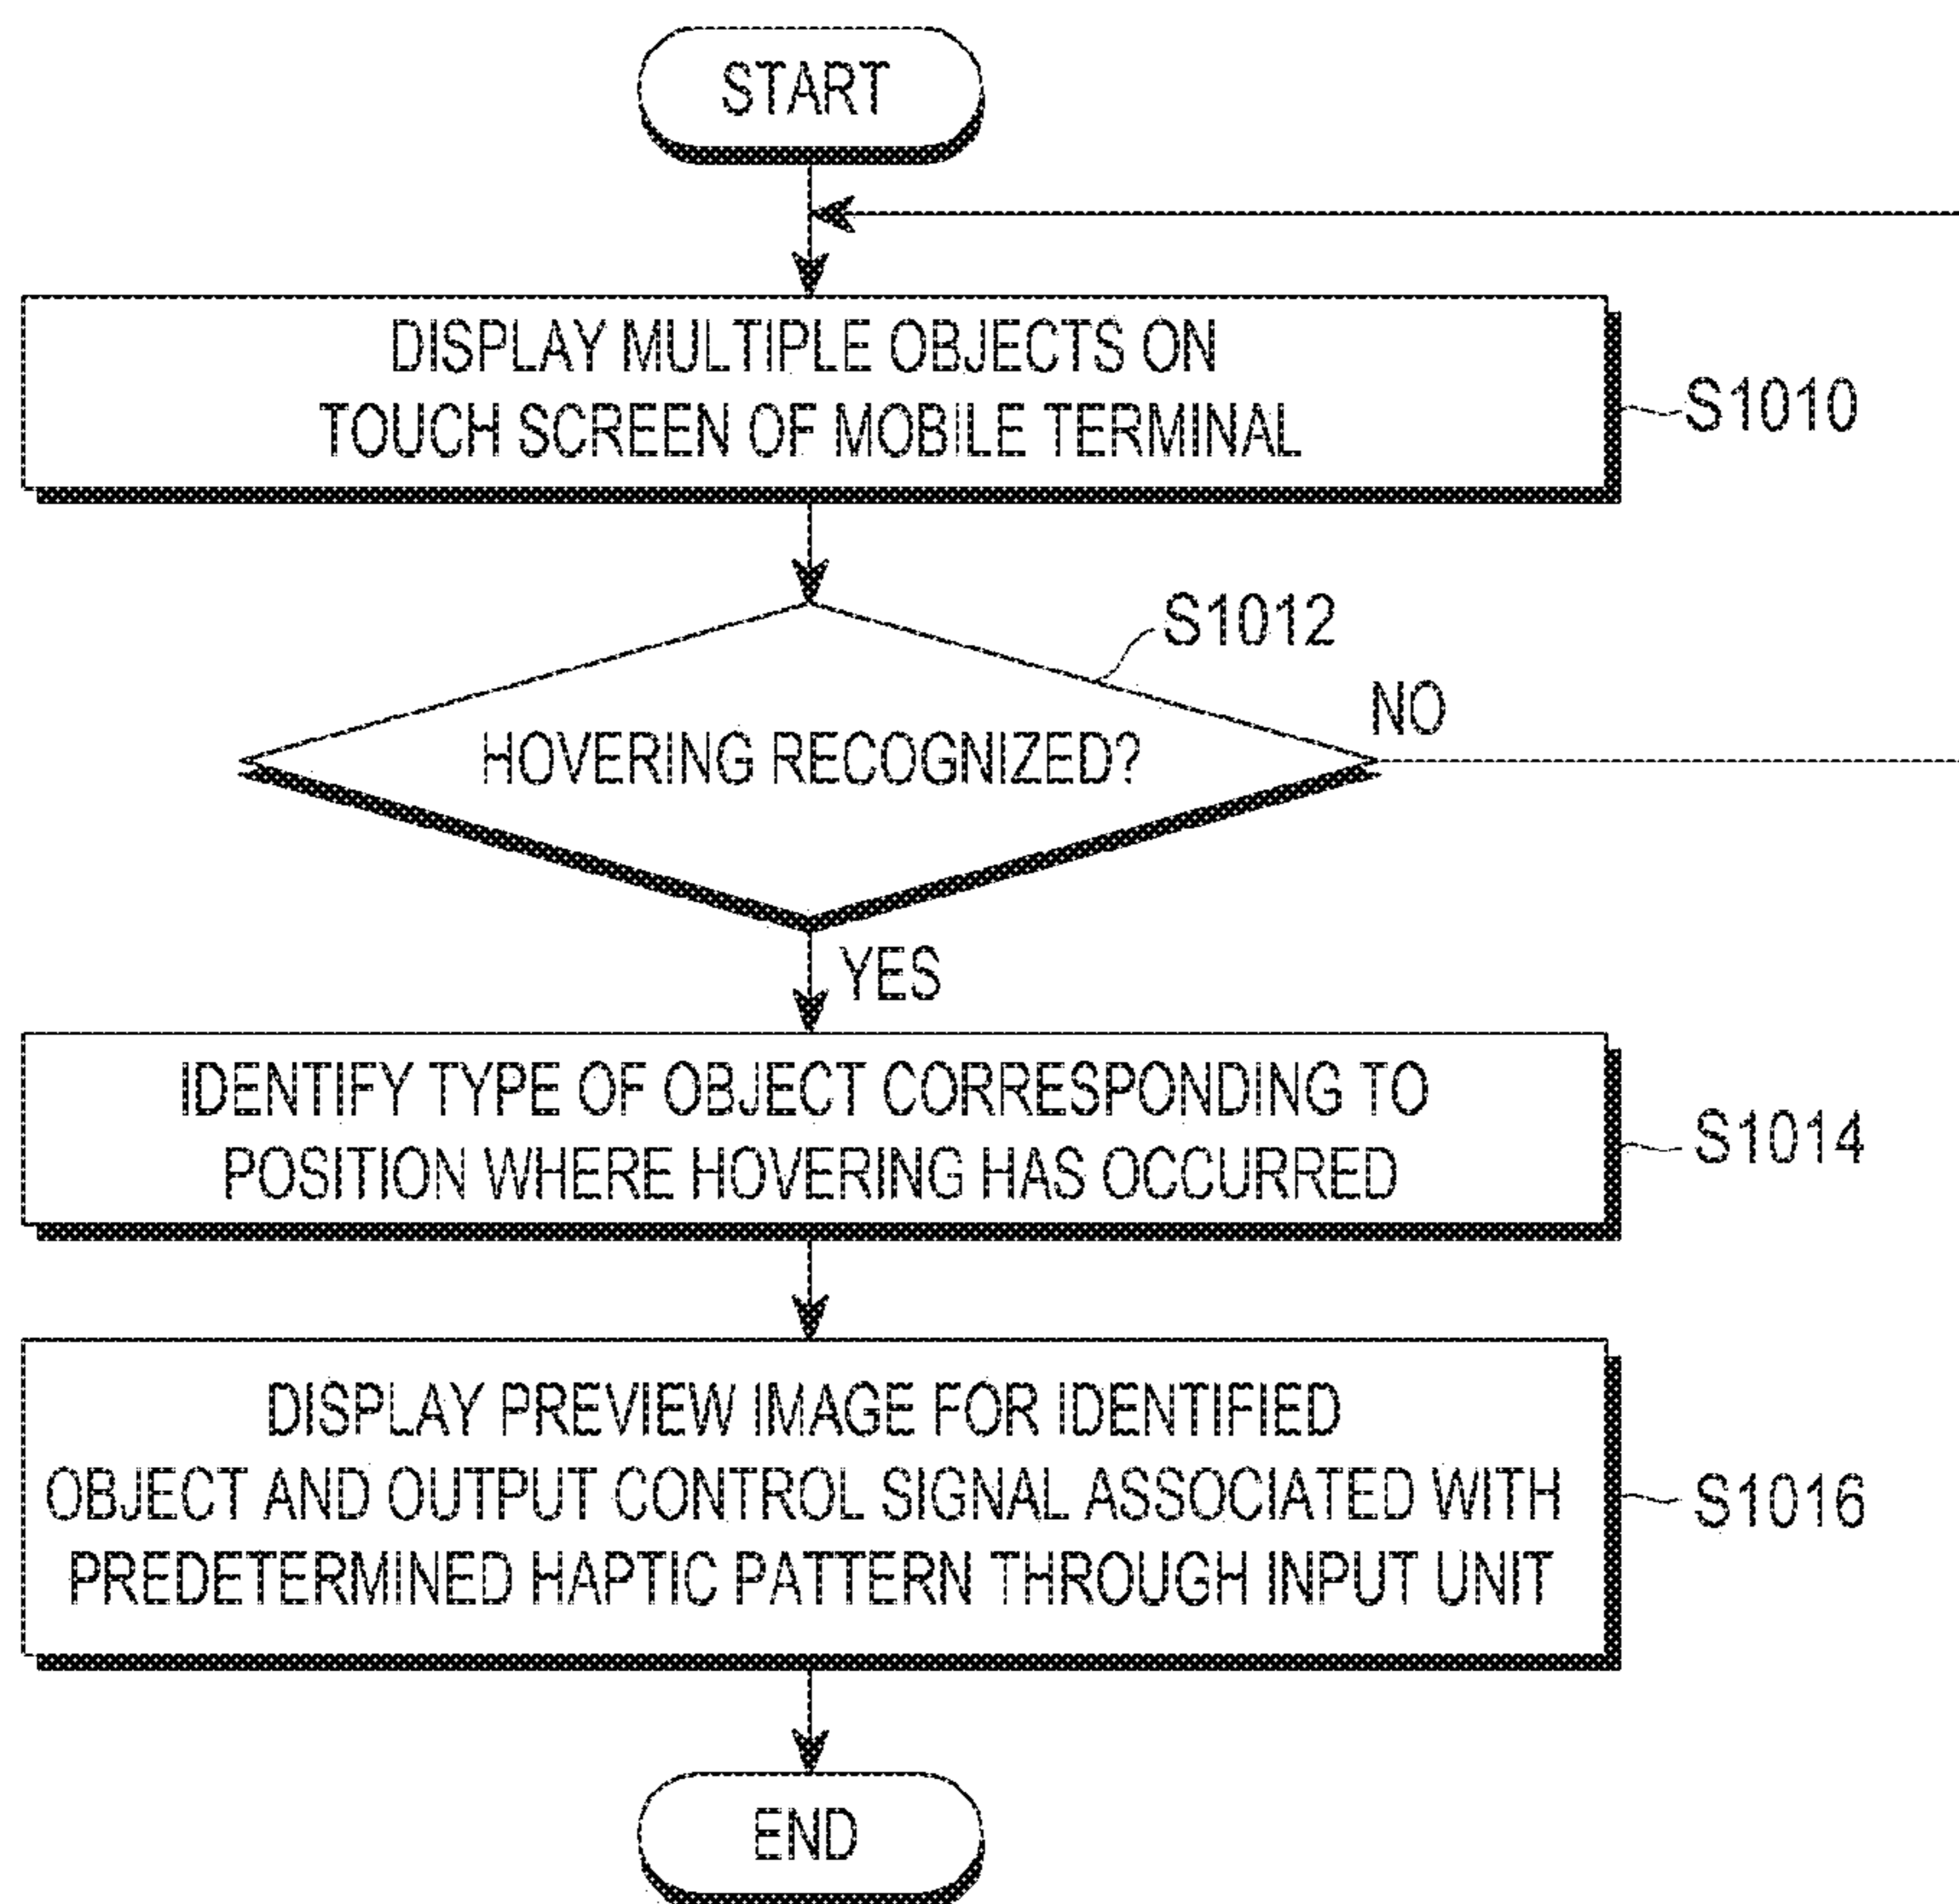 START
DISPLAY MULTIPLE OBJECTS ON
TOUCH SCREEN OF MOBILE TERMINAL
S1010
S1012
HOVERING RECOGNIZED?
NO
YES
IDENTIFY TYPE OF OBJECT CORRESPONDING TO
POSITION WHERE HOVERING HAS OCCURRED
S1014
DISPLAY PREVIEW IMAGE FOR IDENTIFIED
OBJECT AND OUTPUT CONTROL SIGNAL ASSOCIATED WITH
PREDETERMINED HAPTIC PATTERN THROUGH INPUT UNIT
S1016
END